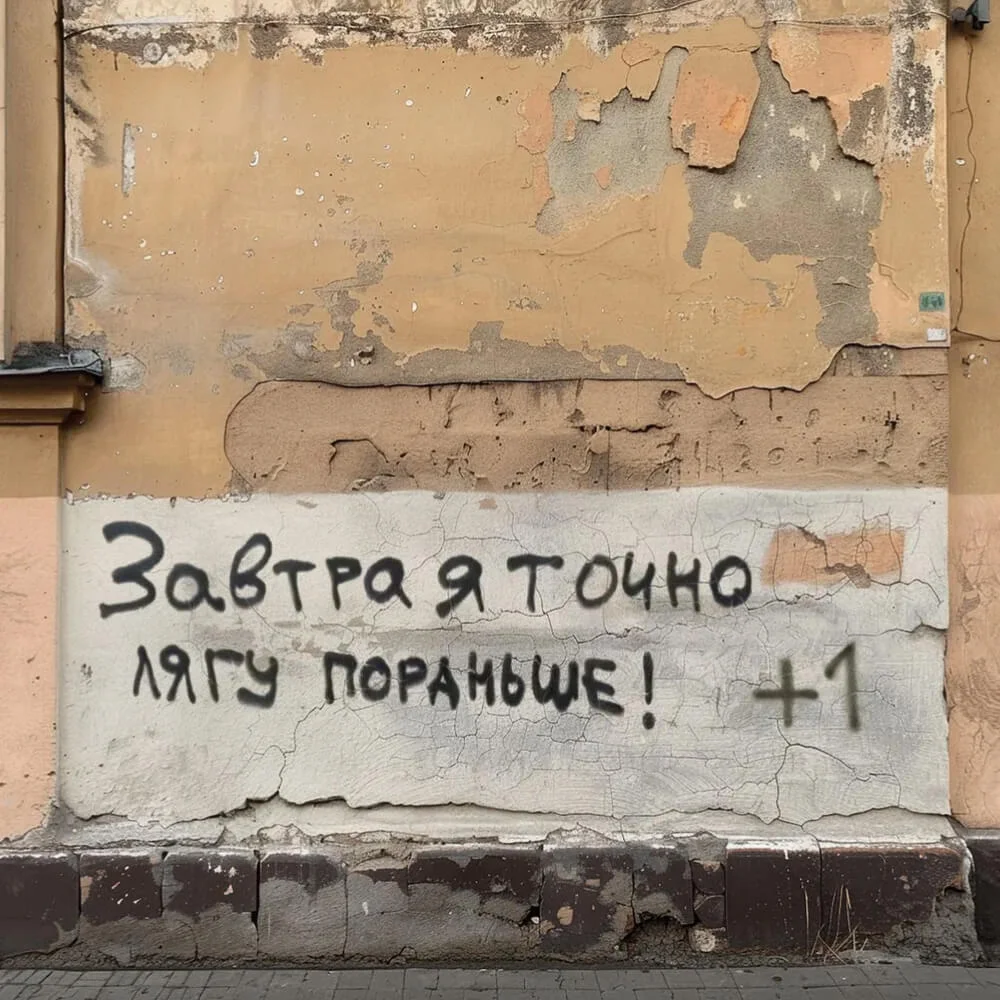 Завтра я точно
лягу пораньше! +1